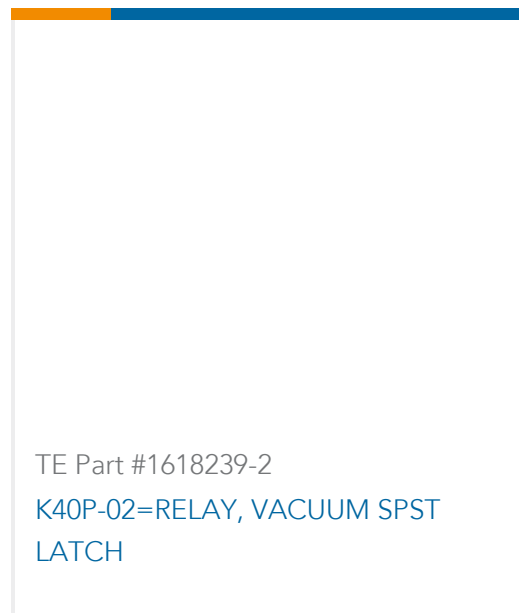 TE Part #1618239-2
K40P-02=RELAY, VACUUM SPST
LATCH